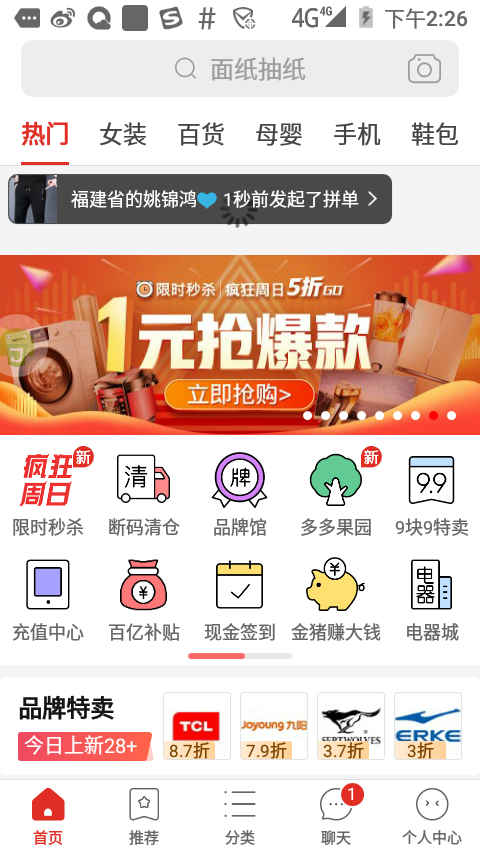 4G 4G 下午2:26
面纸抽纸
热门 女装 百货 母婴 手机 鞋包
福建省的姚锦鸿💙 1秒前发起了拼单
限时秒杀 疯狂周日5折GO
1元抢爆款
立即抢购>
疯狂周日 新 清 牌 新 9.9
限时秒杀 断码清仓 品牌馆 多多果园 9块9特卖
¥ ¥ 电器
充值中心 百亿补贴 现金签到 金猪赚大钱 电器城
品牌特卖
今日上新28+
TCL Joyoung 九阳 SEPTWOLVES ERKE
8.7折 7.9折 3.7折 3折
1
首页 推荐 分类 聊天 个人中心